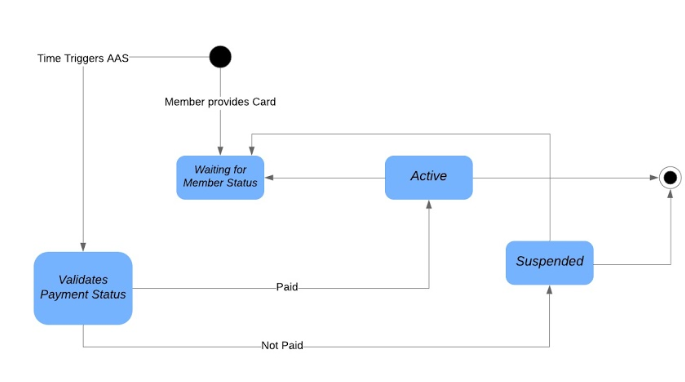 Time Triggers AAS
Member provides Card
Waiting for
Member Status
Active
Suspended
Validates
Payment Status
Paid
Not Paid